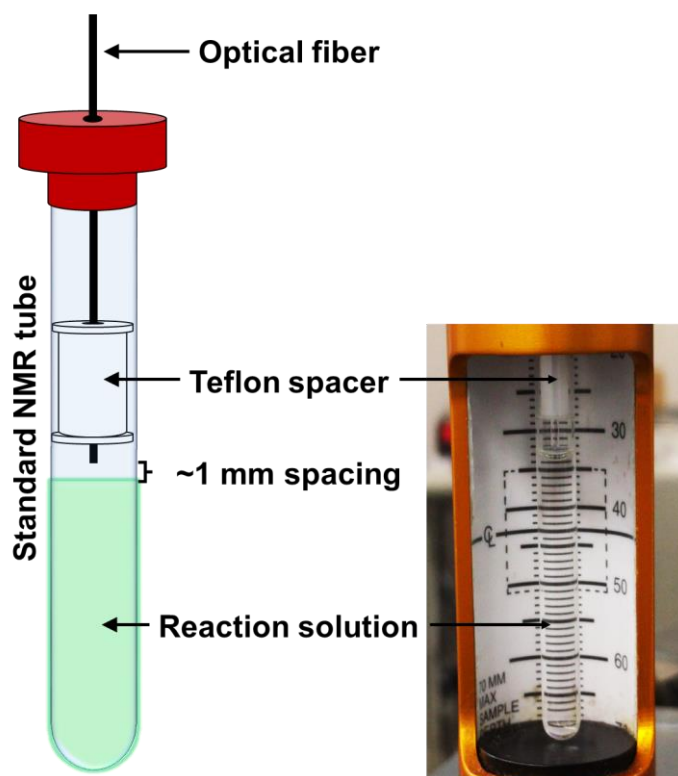 Optical fiber
Standard NMR tube
Teflon spacer
~1 mm spacing
Reaction solution
30
40
℄
50
60
70 MM
MAX
SAMPLE
DEPTH